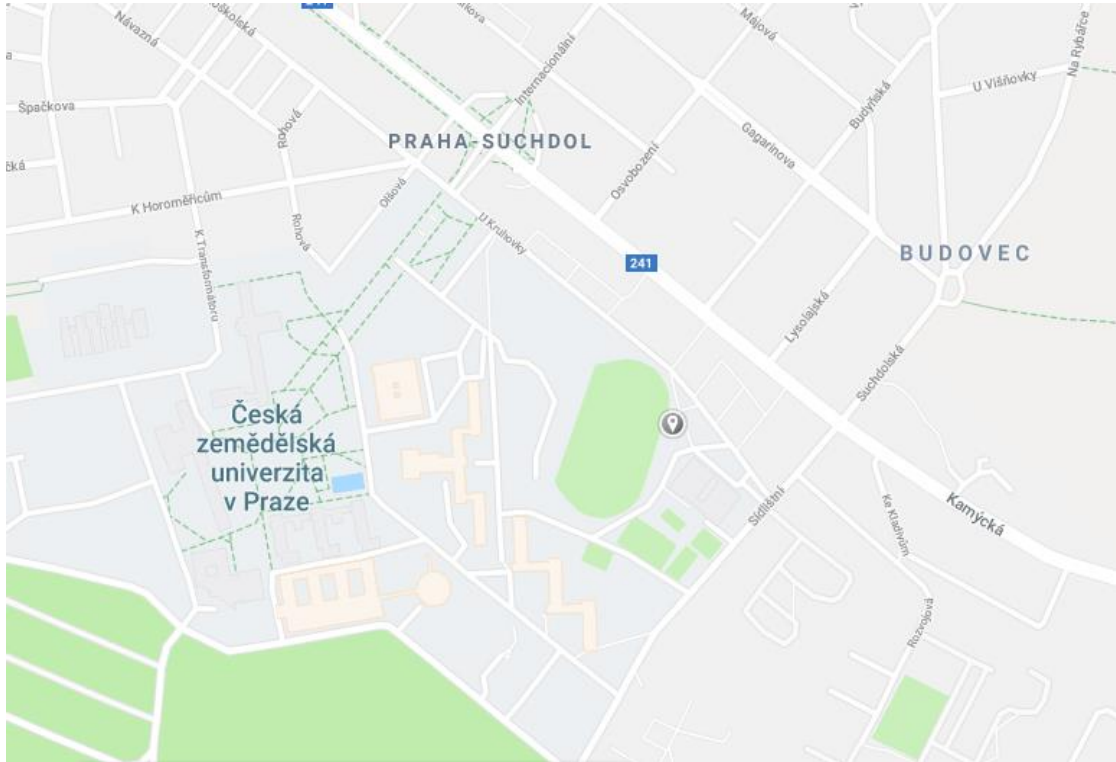 Návazná
Internacionální
Májová
Na Rybářce
U Višňovky
Špačkova
Rohová
Budyňská
PRAHA-SUCHDOL
Gagarinova
Osvobození
K Horoměřicům
Olšová
Rohová
U Kruhovky
K Transformátoru
BUDOVEC
241
Lysolajská
Suchdolská
Česká
zemědělská
univerzita
v Praze
Sídlištní
Kamýcká
Ke Kladivům
Rozvojová